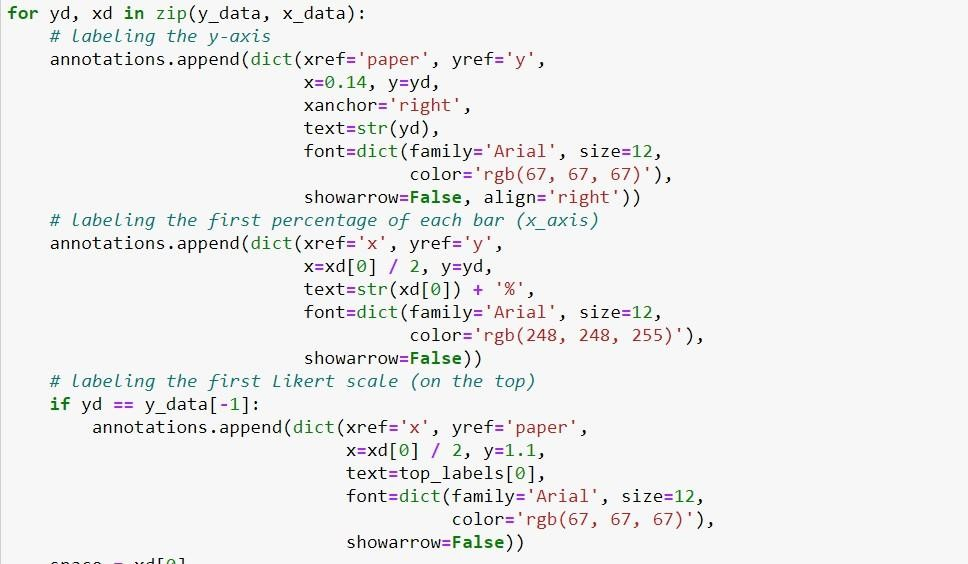 for yd, xd in zip(y_data, x_data):
    # labeling the y-axis
    annotations.append(dict(xref='paper', yref='y',
                            x=0.14, y=yd,
                            xanchor='right',
                            text=str(yd),
                            font=dict(family='Arial', size=12,
                                      color='rgb(67, 67, 67)'),
                            showarrow=False, align='right'))
    # labeling the first percentage of each bar (x_axis)
    annotations.append(dict(xref='x', yref='y',
                            x=xd[0] / 2, y=yd,
                            text=str(xd[0]) + '%',
                            font=dict(family='Arial', size=12,
                                      color='rgb(248, 248, 255)'),
                            showarrow=False))
    # labeling the first Likert scale (on the top)
    if yd == y_data[-1]:
        annotations.append(dict(xref='x', yref='paper',
                                x=xd[0] / 2, y=1.1,
                                text=top_labels[0],
                                font=dict(family='Arial', size=12,
                                          color='rgb(67, 67, 67)'),
                                showarrow=False))
    space = xd[0]